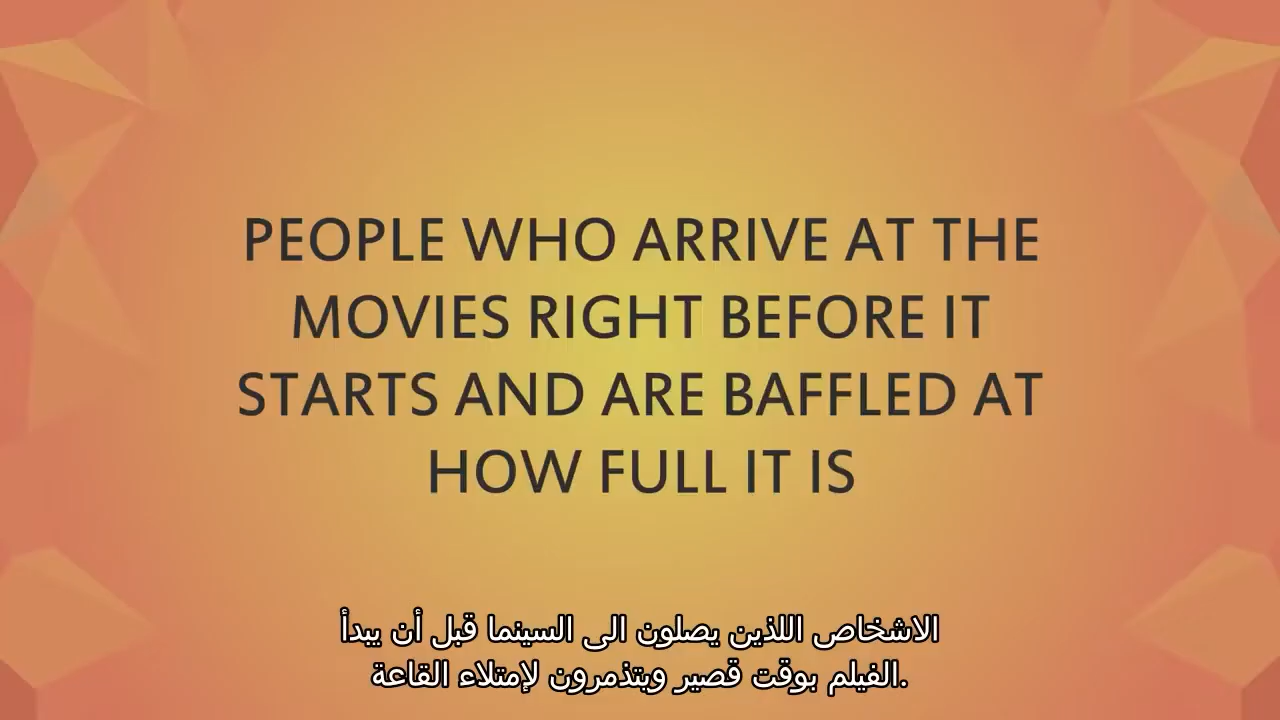 PEOPLE WHO ARRIVE AT THE
MOVIES RIGHT BEFORE IT
STARTS AND ARE BAFFLED AT
HOW FULL IT IS
الاشخاص اللذين يصلون الى السينما قبل أن يبدأ
الفيلم بوقت قصير وبتذمرون لإمتلاء القاعة.